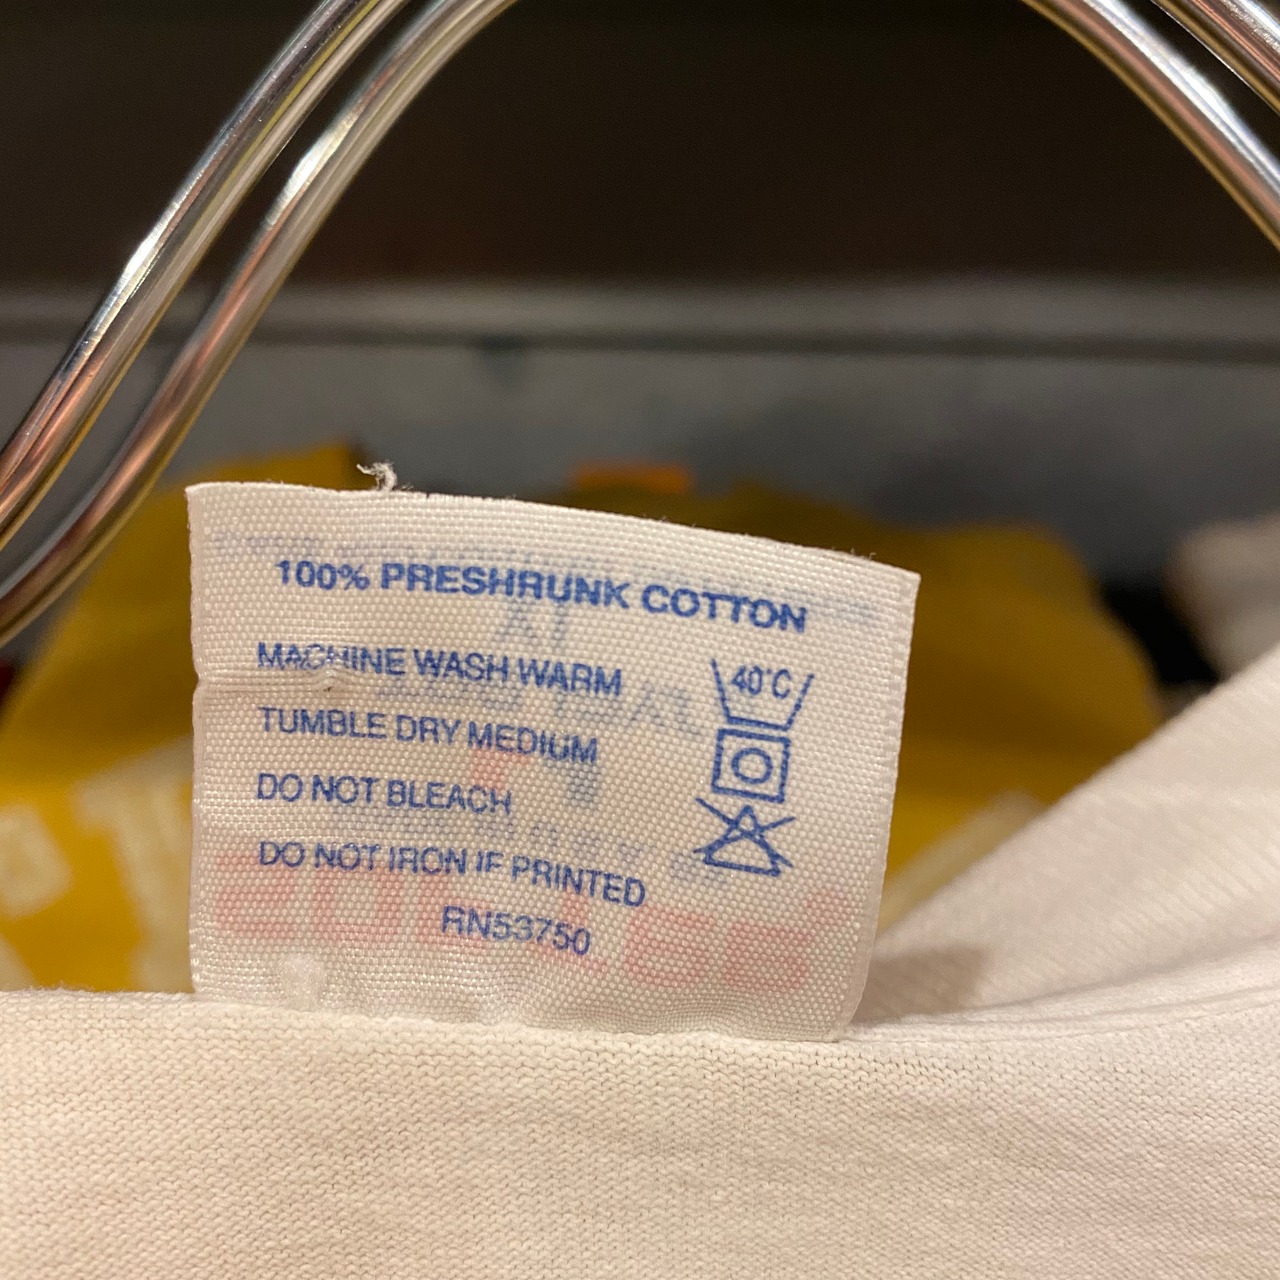 100% PRESHRUNK COTTON
MACHINE WASH WARM
40°C
TUMBLE DRY MEDIUM
DO NOT BLEACH
DO NOT IRON IF PRINTED
RN53750